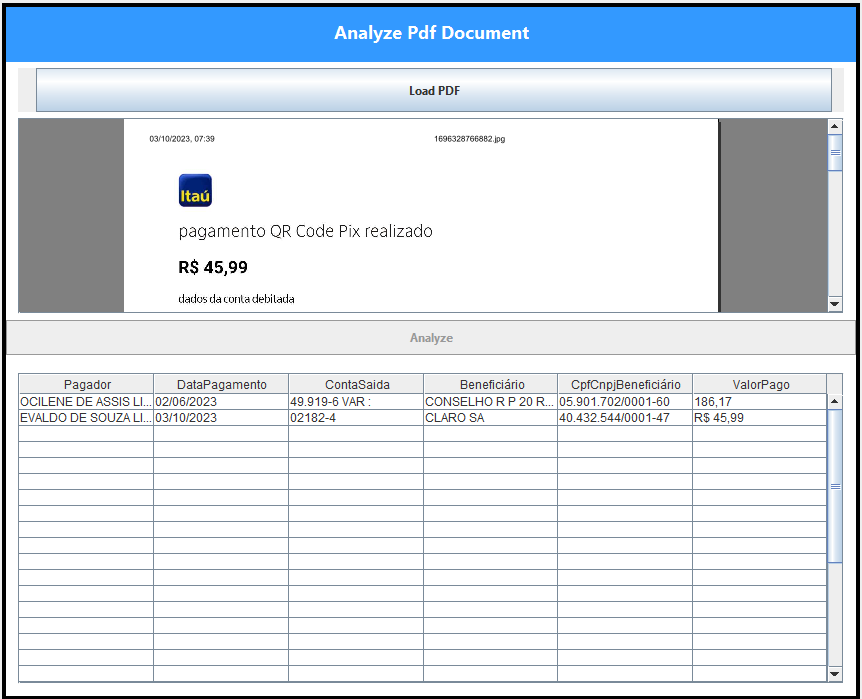 Analyze Pdf Document
Load PDF
03/10/2023, 07:39 1696328766882.jpg
Itaú
pagamento QR Code Pix realizado
R$ 45,99
dados da conta debitada
Analyze
Pagador DataPagamento ContaSaida Beneficiário CpfCnpjBeneficiário ValorPago
OCILENE DE ASSIS LI... 02/06/2023 49.919-6 VAR : CONSELHO R P 20 R... 05.901.702/0001-60 186,17
EVALDO DE SOUZA LI... 03/10/2023 02182-4 CLARO SA 40.432.544/0001-47 R$ 45,99